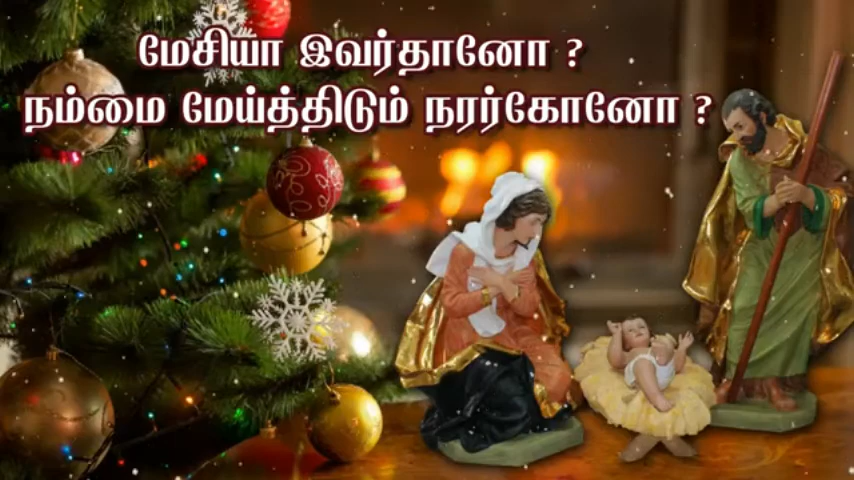 மேசியா இவர்தானோ ?
நம்மை மேய்த்திடும் நரர்கோனோ ?